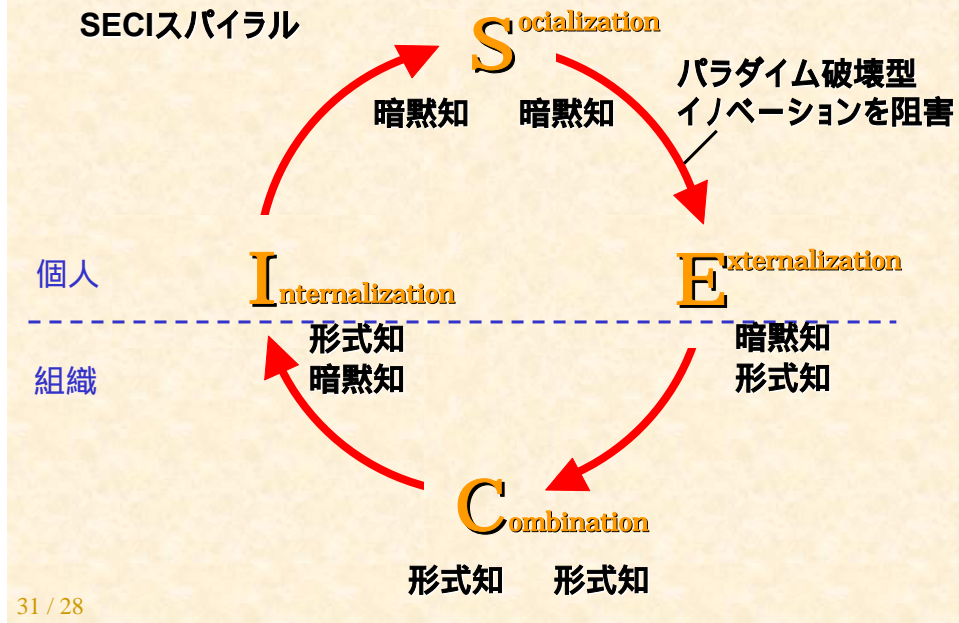 SECIスパイラル
Socialization
パラダイム破壊型
イノベーションを阻害
暗黙知 暗黙知
個人
Internalization
Externalization
形式知
暗黙知
暗黙知
形式知
組織
Combination
形式知 形式知
31 / 28